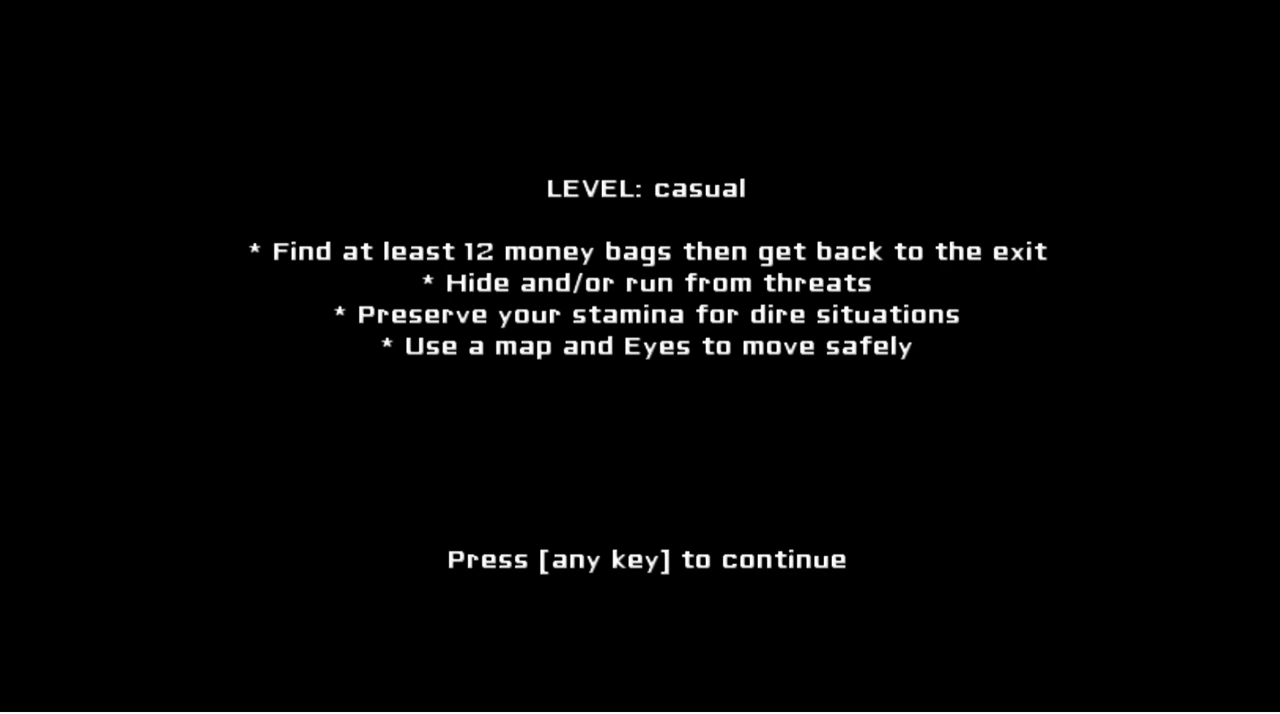 LEVEL: casual
* Find at least 12 money bags then get back to the exit
* Hide and/or run from threats
* Preserve your stamina for dire situations
* Use a map and Eyes to move safely
Press [any key] to continue